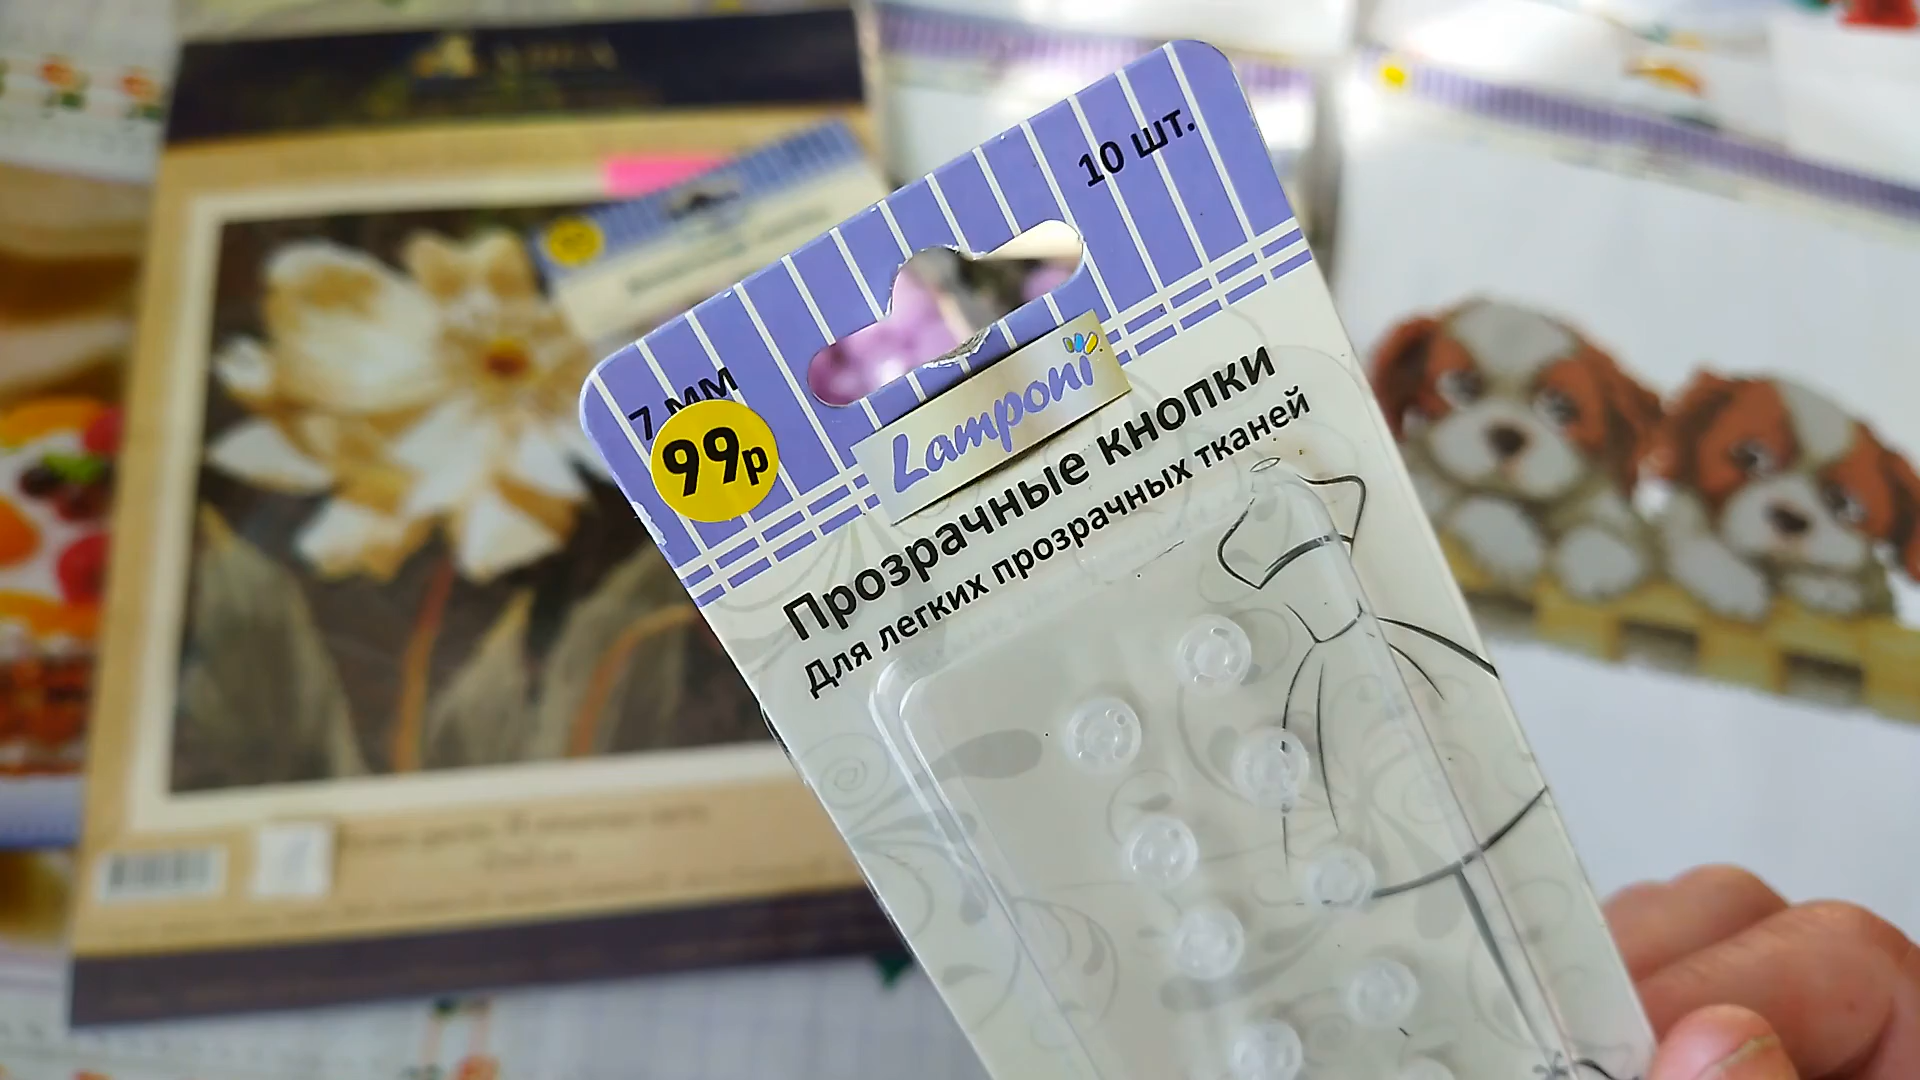 10 шт.
7 мм
99р
Lamponi
Прозрачные кнопки
Для легких прозрачных тканей